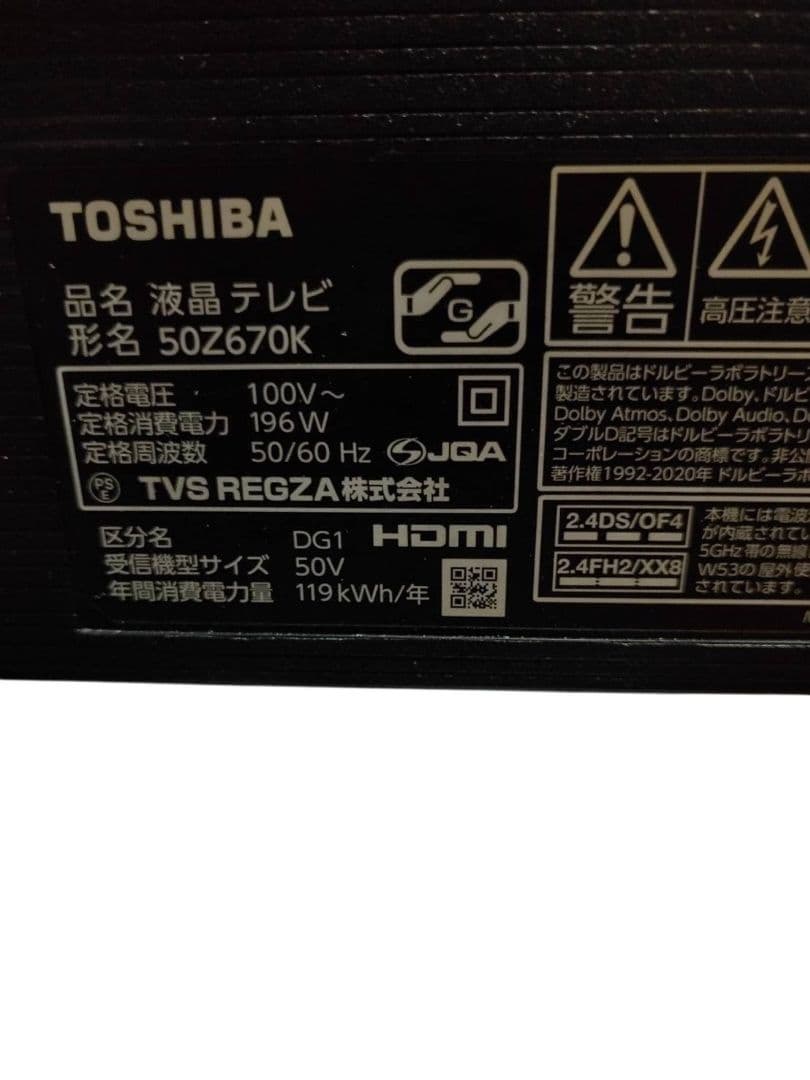 TOSHIBA
品名 液晶テレビ
形名 50Z670K
G
定格電圧 100V～
定格消費電力 196W
定格周波数 50/60 Hz JQA
PS E TVS REGZA株式会社
区分名 DG1 HDMI
受信機型サイズ 50V
年間消費電力量 119kWh/年
警告
高圧注意
この製品はドルビーラボラトリーズ
製造されています。Dolby、ドルビ
Dolby Atmos、Dolby Audio、D
ダブルD記号はドルビーラボラトリ
コーポレーションの商標です。非公開
著作権1992-2020年 ドルビーラボ
2.4DS/OF4
2.4FH2/XX8
本機には電波
が内蔵されてい
5GHz帯の無線
W53の屋外使
されています。